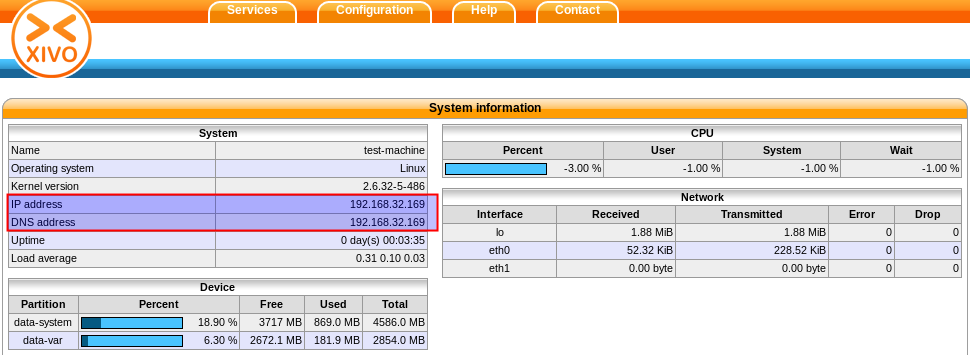 Services Configuration Help Contact
XIVO
System information
System
Name test-machine
Operating system Linux
Kernel version 2.6.32-5-486
IP address 192.168.32.169
DNS address 192.168.32.169
Uptime 0 day(s) 00:03:35
Load average 0.31 0.10 0.03
Device
Partition Percent Free Used Total
data-system 18.90 % 3717 MB 869.0 MB 4586.0 MB
data-var 6.30 % 2672.1 MB 181.9 MB 2854.0 MB
CPU
Percent User System Wait
-3.00 % -1.00 % -1.00 % -1.00 %
Network
Interface Received Transmitted Error Drop
lo 1.88 MiB 1.88 MiB 0 0
eth0 52.32 KiB 228.52 KiB 0 0
eth1 0.00 byte 0.00 byte 0 0